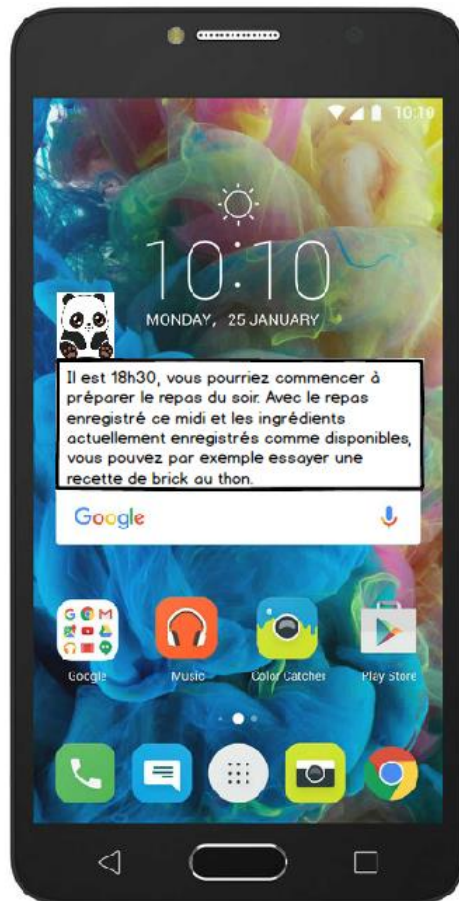 10:10
10:10
MONDAY, 25 JANUARY
Il est 18h30, vous pourriez commencer à
préparer le repas du soir. Avec le repas
enregistré ce midi et les ingrédients
actuellement enregistrés comme disponibles,
vous pouvez par exemple essayer une
recette de brick au thon.
Google
Google
Music
Color Catcher
Play Store